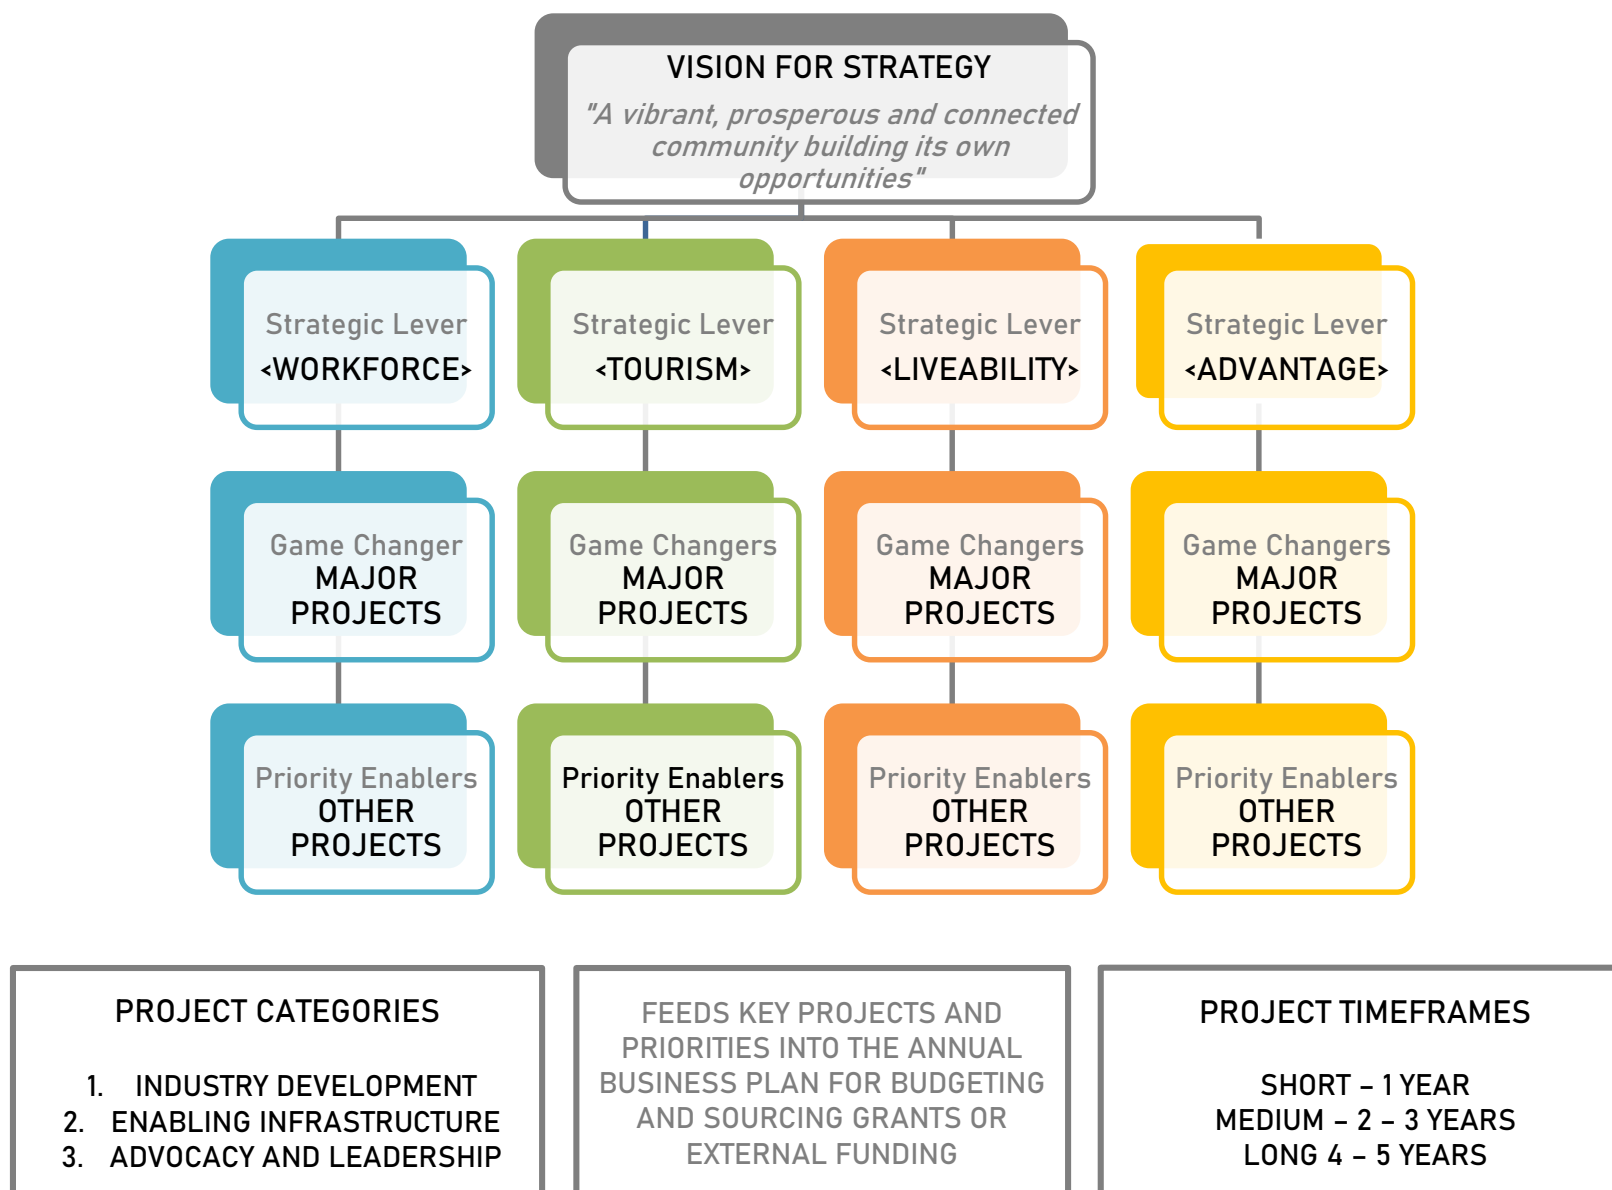 VISION FOR STRATEGY
"A vibrant, prosperous and connected
community building its own
opportunities"
Strategic Lever
<WORKFORCE>
Strategic Lever
<TOURISM>
Strategic Lever
<LIVEABILITY>
Strategic Lever
<ADVANTAGE>
Game Changer
MAJOR
PROJECTS
Game Changers
MAJOR
PROJECTS
Game Changers
MAJOR
PROJECTS
Game Changers
MAJOR
PROJECTS
Priority Enablers
OTHER
PROJECTS
Priority Enablers
OTHER
PROJECTS
Priority Enablers
OTHER
PROJECTS
Priority Enablers
OTHER
PROJECTS
PROJECT CATEGORIES
1. INDUSTRY DEVELOPMENT
2. ENABLING INFRASTRUCTURE
3. ADVOCACY AND LEADERSHIP
FEEDS KEY PROJECTS AND
PRIORITIES INTO THE ANNUAL
BUSINESS PLAN FOR BUDGETING
AND SOURCING GRANTS OR
EXTERNAL FUNDING
PROJECT TIMEFRAMES
SHORT – 1 YEAR
MEDIUM – 2 – 3 YEARS
LONG 4 – 5 YEARS